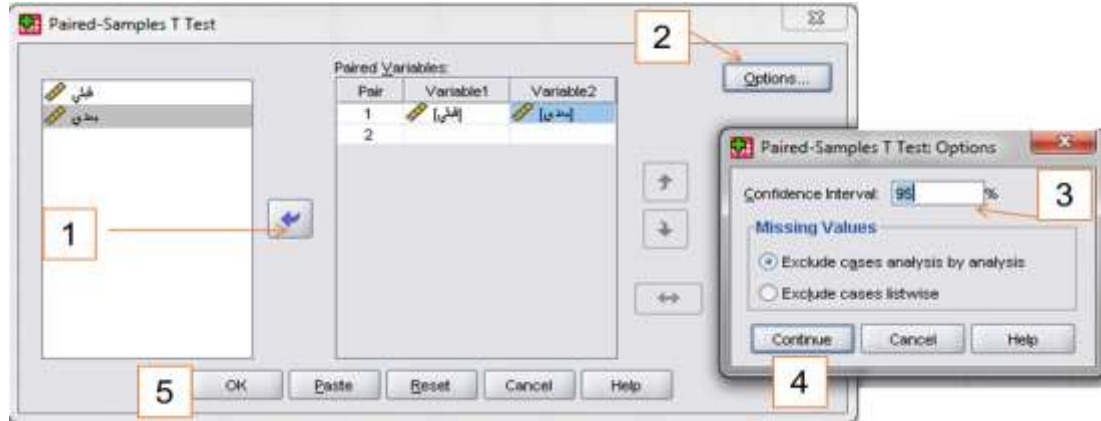 Paired-Samples T Test
2
Options...
قبلي
بعدي
Paired Variables:
Pair Variable1 Variable2
1 [قبلي] [بعدي]
2
1
Paired-Samples T Test: Options
Confidence Interval: 95 %
3
Missing Values
Exclude cases analysis by analysis
Exclude cases listwise
Continue Cancel Help
4
5
OK Paste Reset Cancel Help